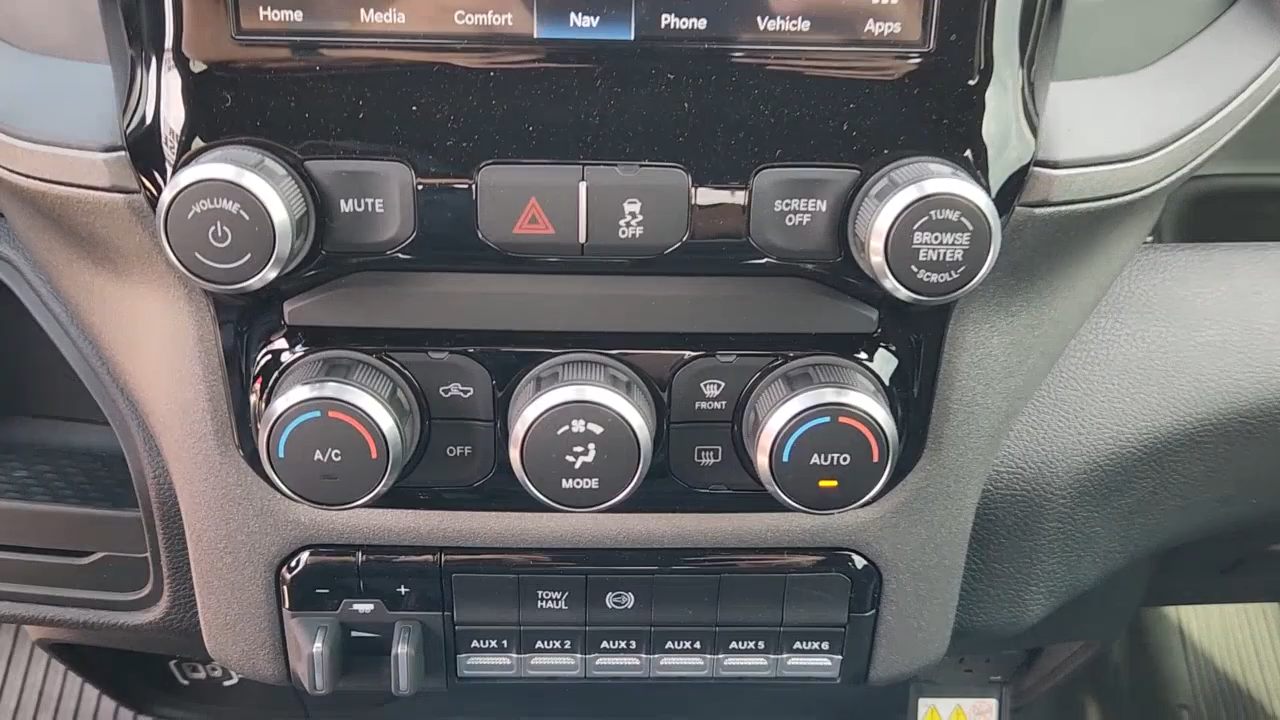 Home Media Comfort Nav Phone Vehicle Apps
VOLUME
MUTE
OFF
SCREEN
OFF
TUNE
BROWSE
ENTER
SCROLL
A/C
OFF
MODE
FRONT
AUTO
− +
TOW/
HAUL
AUX 1 AUX 2 AUX 3 AUX 4 AUX 5 AUX 6